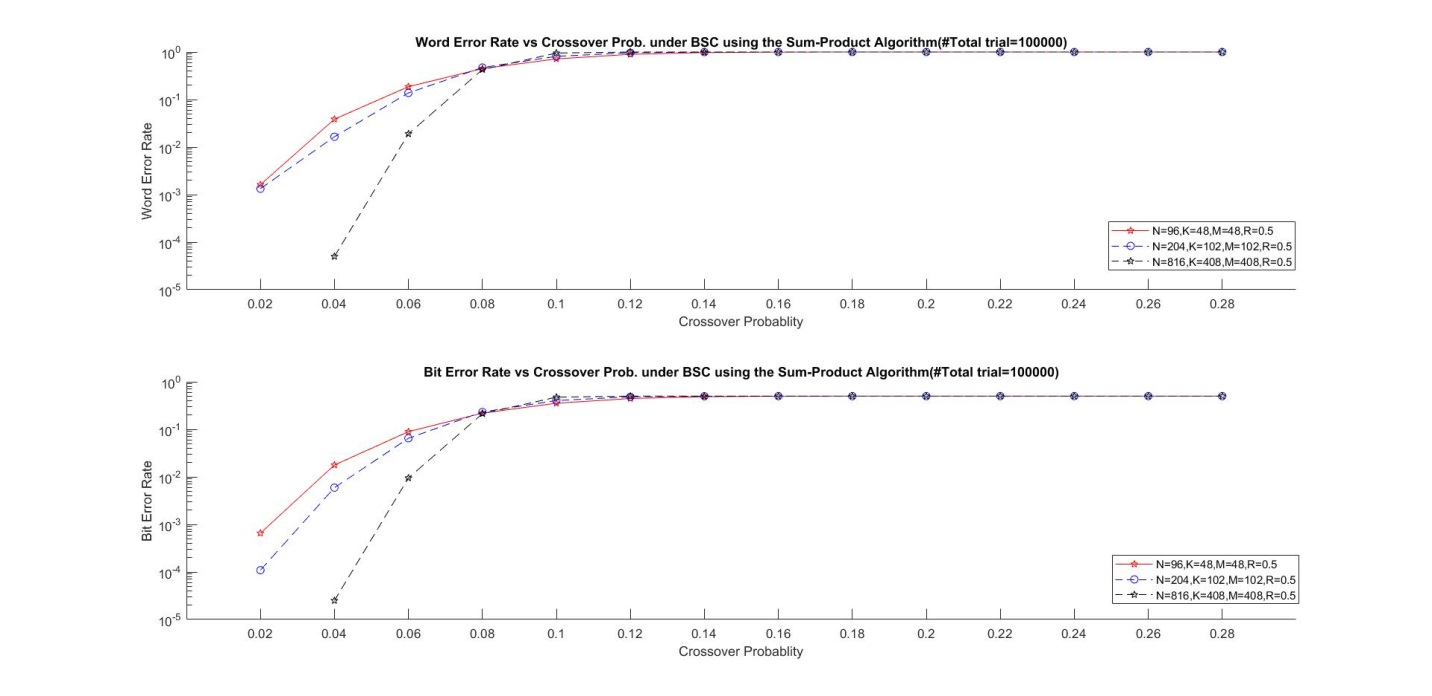 Word Error Rate vs Crossover Prob. under BSC using the Sum-Product Algorithm(#Total trial=100000)
Word Error Rate
10^0
10^-1
10^-2
10^-3
10^-4
10^-5
N=96,K=48,M=48,R=0.5
N=204,K=102,M=102,R=0.5
N=816,K=408,M=408,R=0.5
0.02 0.04 0.06 0.08 0.1 0.12 0.14 0.16 0.18 0.2 0.22 0.24 0.26 0.28
Crossover Probablity
Bit Error Rate vs Crossover Prob. under BSC using the Sum-Product Algorithm(#Total trial=100000)
Bit Error Rate
10^0
10^-1
10^-2
10^-3
10^-4
10^-5
N=96,K=48,M=48,R=0.5
N=204,K=102,M=102,R=0.5
N=816,K=408,M=408,R=0.5
0.02 0.04 0.06 0.08 0.1 0.12 0.14 0.16 0.18 0.2 0.22 0.24 0.26 0.28
Crossover Probablity